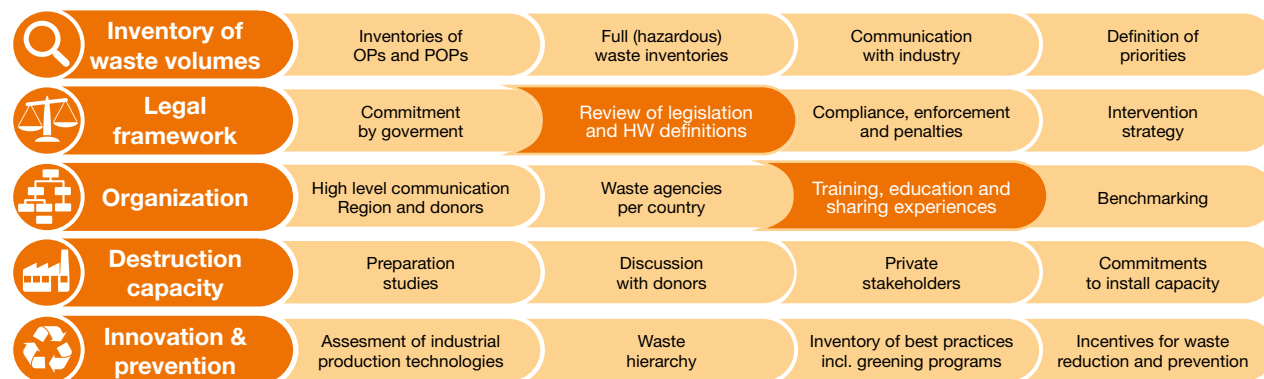 Inventory of
waste volumes
Inventories of
OPs and POPs
Full (hazardous)
waste inventories
Communication
with industry
Definition of
priorities
Legal
framework
Commitment
by goverment
Review of legislation
and HW definitions
Compliance, enforcement
and penalties
Intervention
strategy
Organization
High level communication
Region and donors
Waste agencies
per country
Training, education and
sharing experiences
Benchmarking
Destruction
capacity
Preparation
studies
Discussion
with donors
Private
stakeholders
Commitments
to install capacity
Innovation &
prevention
Assesment of industrial
production technologies
Waste
hierarchy
Inventory of best practices
incl. greening programs
Incentives for waste
reduction and prevention